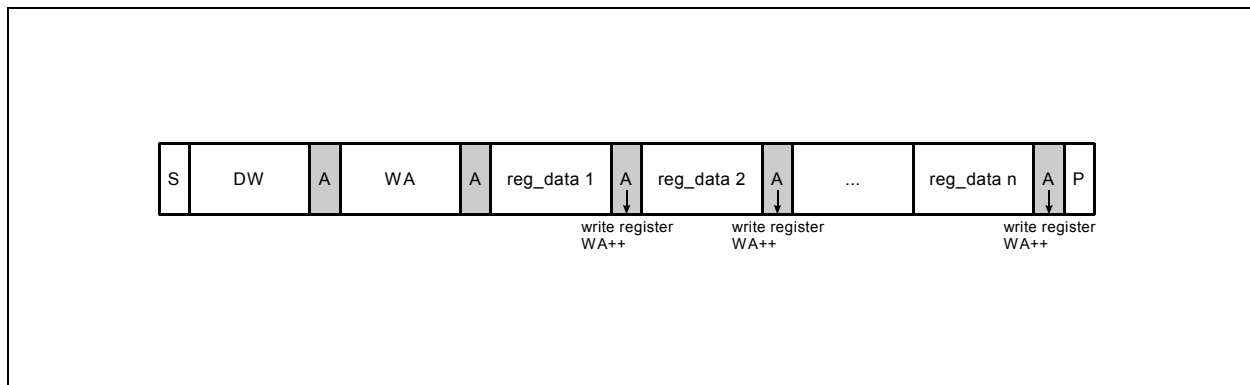 S DW A WA A reg_data 1 A reg_data 2 A ... reg_data n A P
write register write register write register
WA++ WA++ WA++